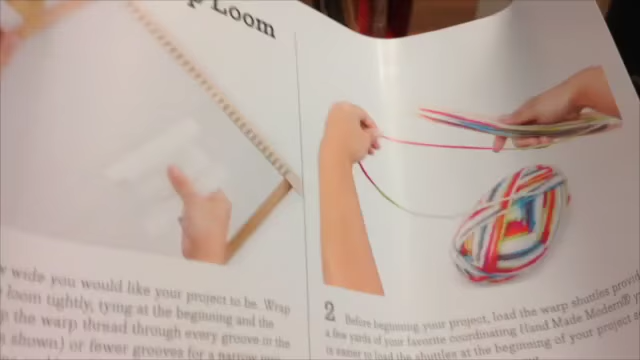 Loom
wide you would like your project to be. Wrap
loom tightly, tying at the beginning and the
the warp thread through every groove in the
shown) or fewer grooves for a narrow
2 Before beginning your project, load the warp shuttles
a few yards of your favorite coordinating Hand Made Modern®
is easier to load the shuttles at the beginning of your project